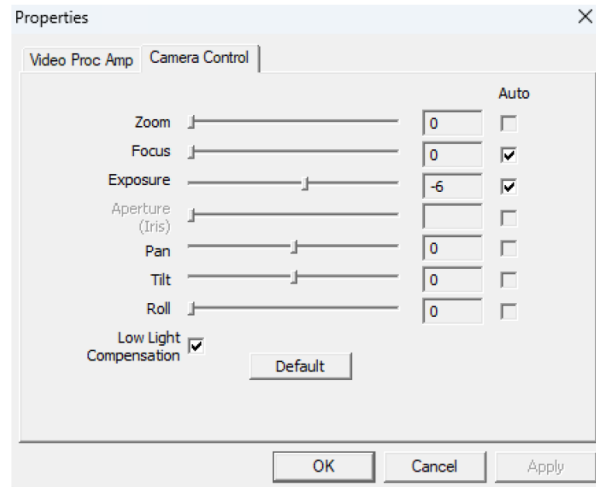 Properties
Video Proc Amp
Camera Control
Auto
Zoom
0
Focus
0
Exposure
-6
Aperture
(Iris)
Pan
0
Tilt
0
Roll
0
Low Light
Compensation
Default
OK
Cancel
Apply